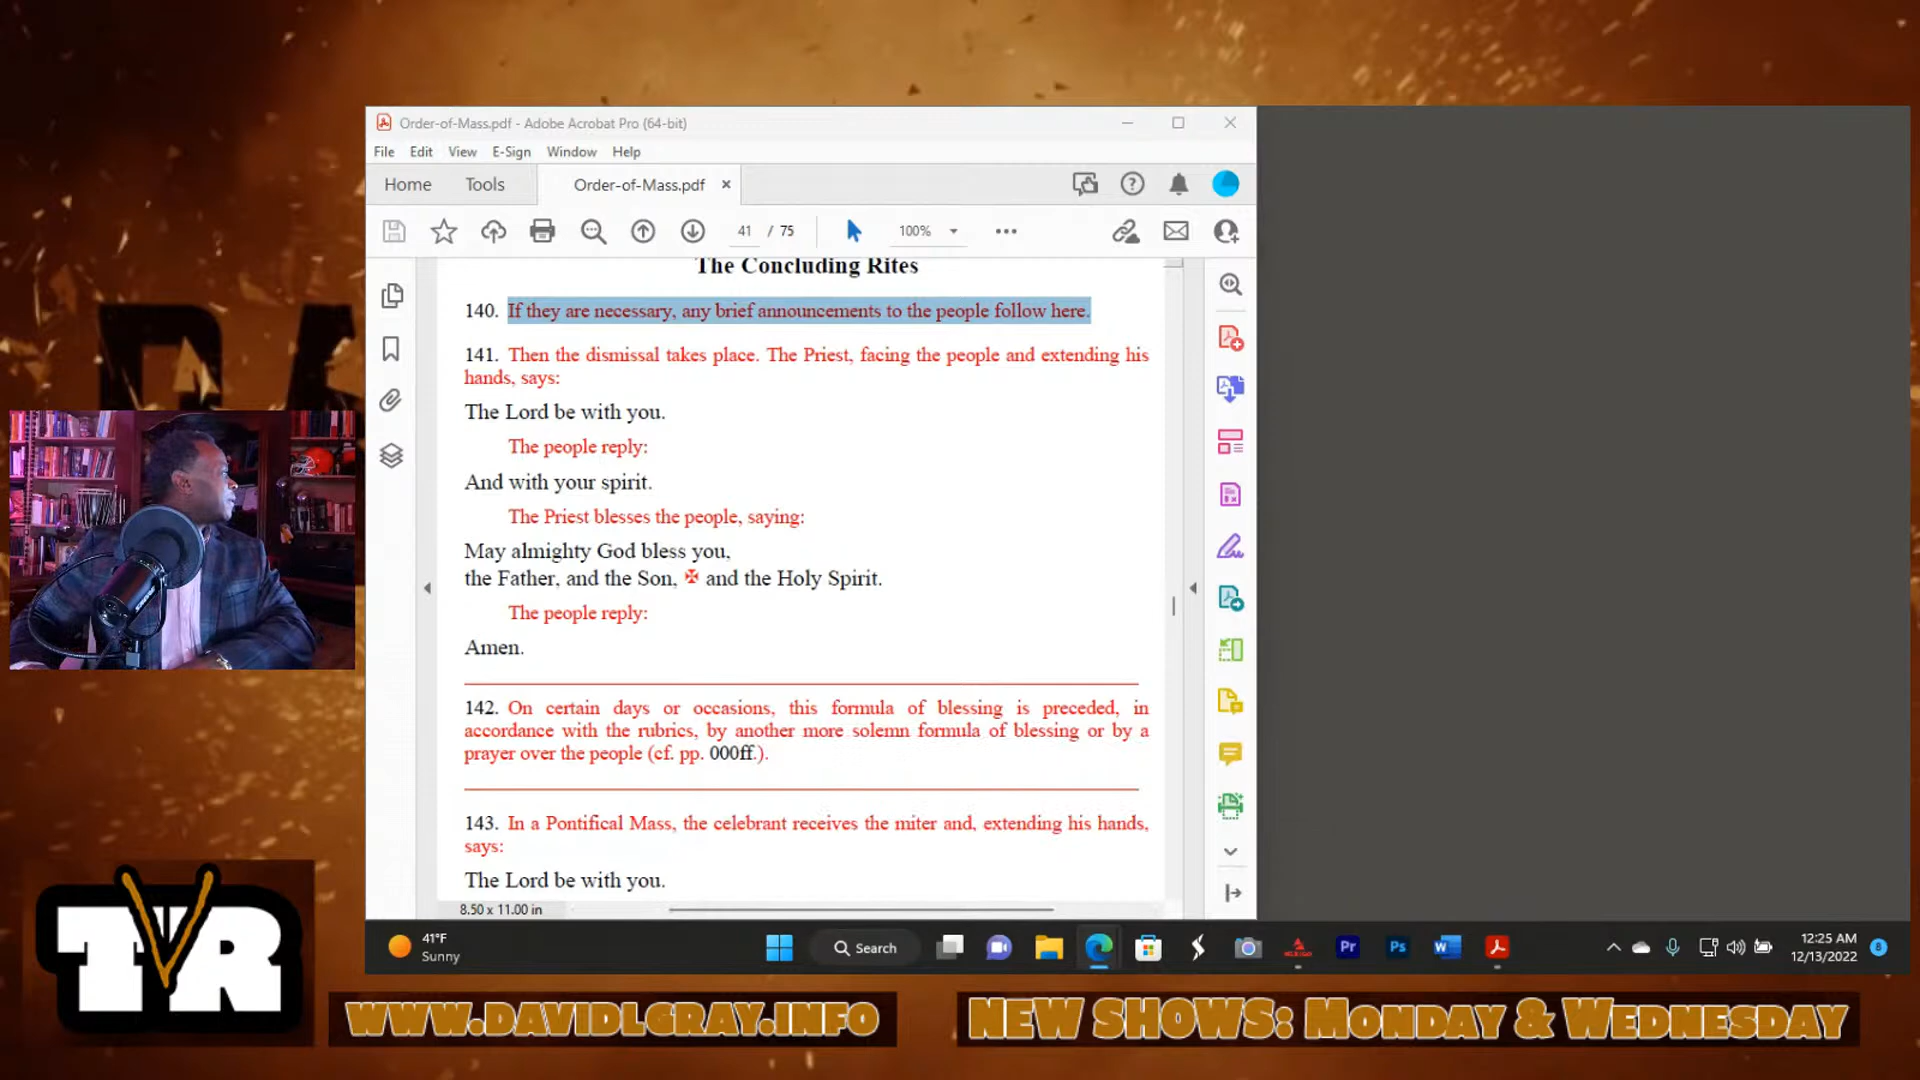 Order-of-Mass.pdf - Adobe Acrobat Pro (64-bit)
File Edit View E-Sign Window Help
Home Tools Order-of-Mass.pdf
41 / 75 100%
The Concluding Rites
140. If they are necessary, any brief announcements to the people follow here.
141. Then the dismissal takes place. The Priest, facing the people and extending his
hands, says:
The Lord be with you.
The people reply:
And with your spirit.
The Priest blesses the people, saying:
May almighty God bless you,
the Father, and the Son, ✠ and the Holy Spirit.
The people reply:
Amen.
142. On certain days or occasions, this formula of blessing is preceded, in
accordance with the rubrics, by another more solemn formula of blessing or by a
prayer over the people (cf. pp. 000ff.).
143. In a Pontifical Mass, the celebrant receives the miter and, extending his hands,
says:
The Lord be with you.
8.50 x 11.00 in
41°F
Sunny
Search
Pr
Ps
W
12:25 AM
12/13/2022
8
TVR
WWW.DAVIDLGRAY.INFO
NEW SHOWS: MONDAY & WEDNESDAY